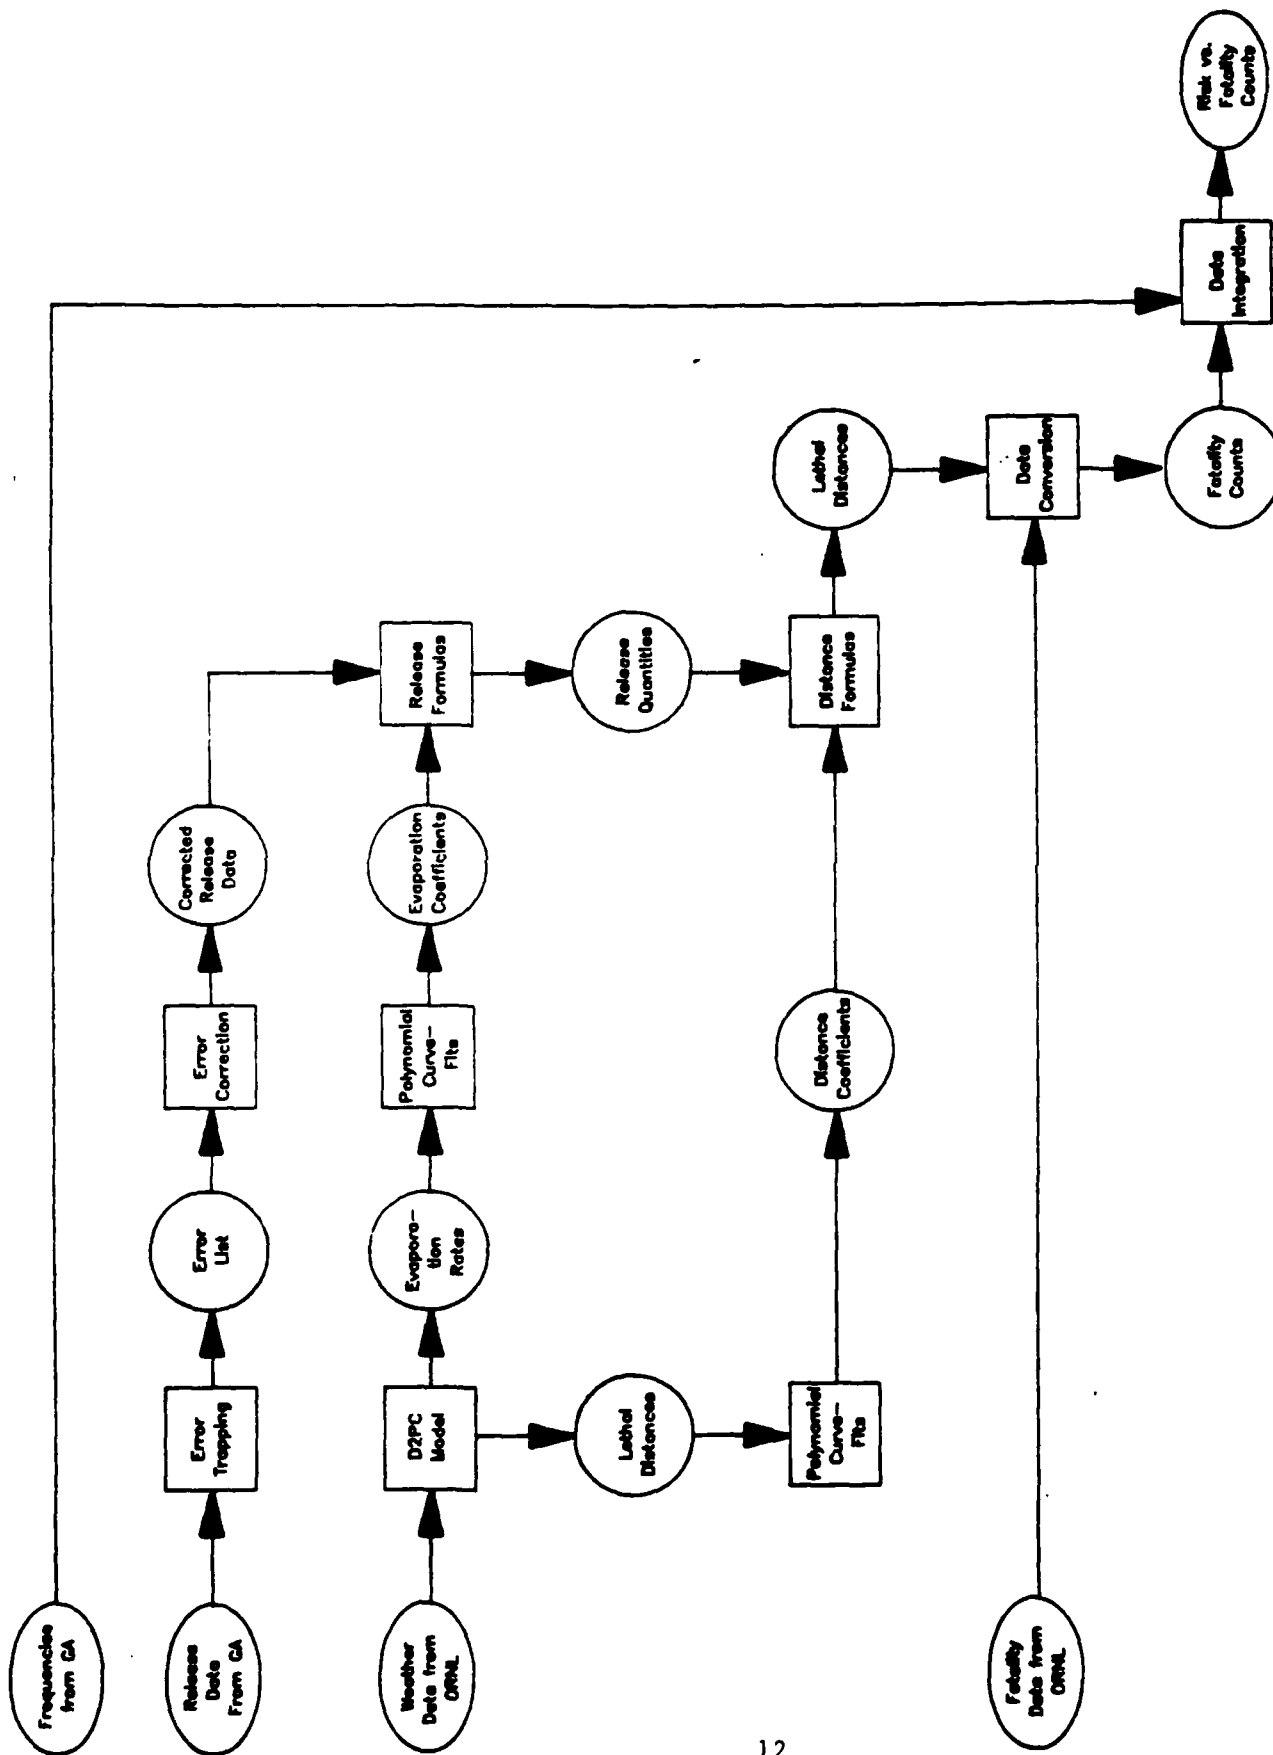 Frequencies
from GA
Release
Data
From GA
Error
Trapping
Error
List
Error
Correction
Corrected
Release
Data
Weather
Data from
ORNL
D2PC
Model
Evapora-
tion
Rates
Polynomial
Curve-
Fits
Evaporation
Coefficients
Release
Formulas
Lethal
Distances
Release
Quantities
Polynomial
Curve-
Fits
Distance
Coefficients
Distance
Formulas
Lethal
Distances
Fatality
Data from
ORNL
Data
Conversion
Fatality
Counts
Data
Integration
Risk vs.
Fatality
Counts
12